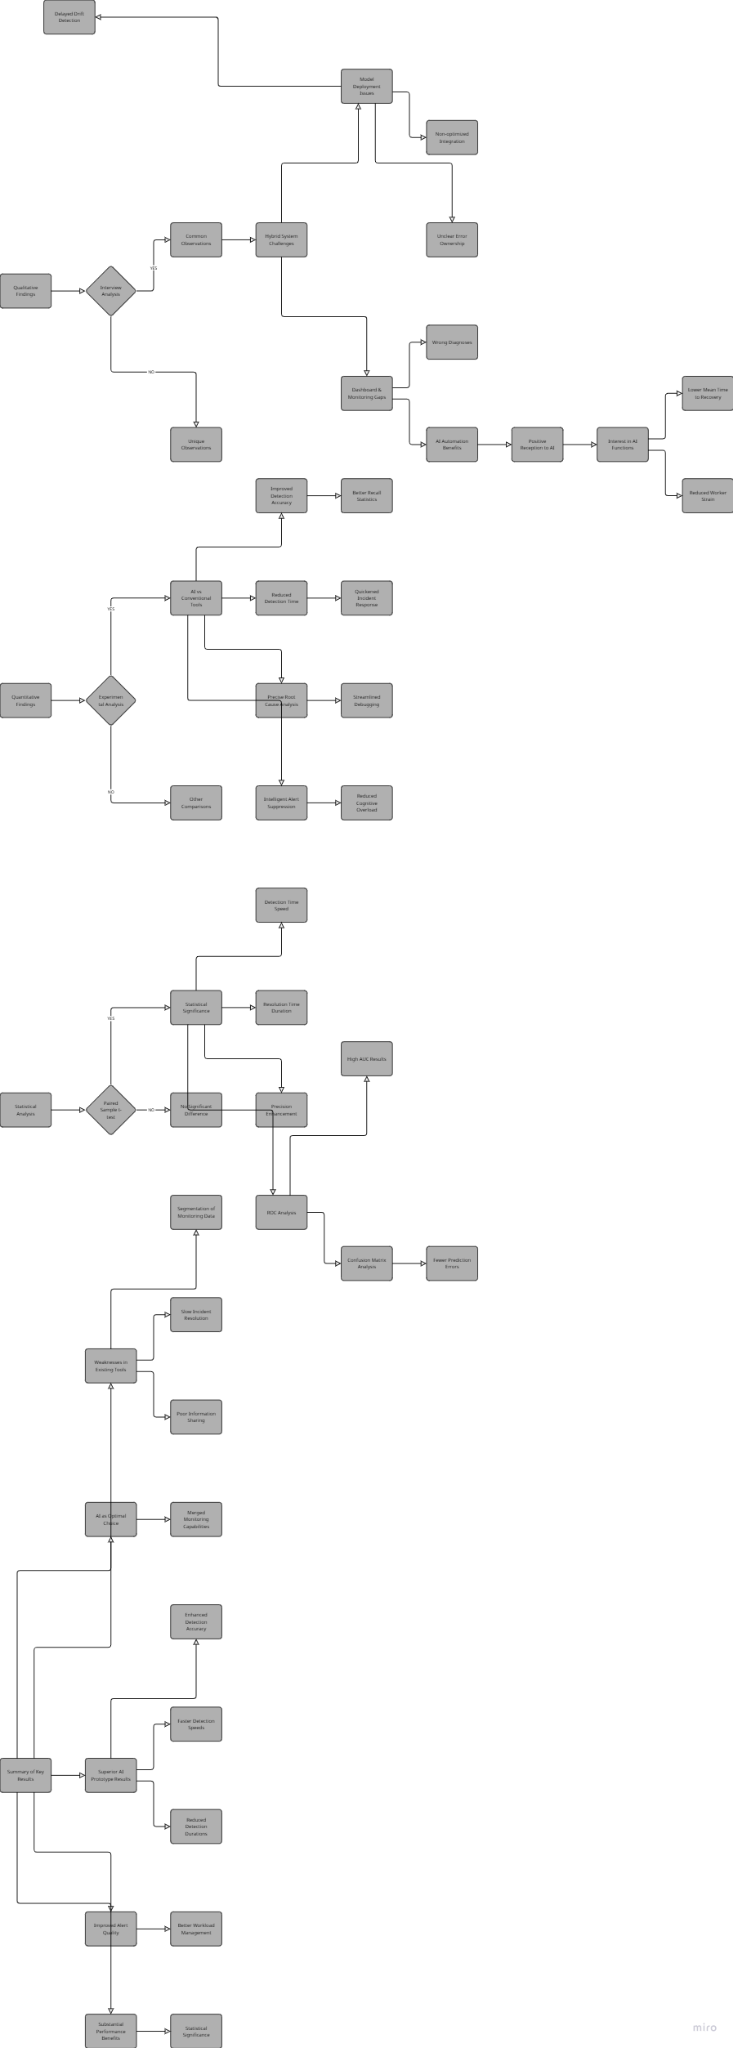 Delayed Drift
Detection
Model
Deployment
Issues
Non-optimized
Integration
Common
Observations
Hybrid System
Challenges
Unclear Error
Ownership
YES
Qualitative
Findings
Interview
Analysis
Wrong Diagnoses
NO
Dashboard &
Monitoring Gaps
Lower Mean Time
to Recovery
Unique
Observations
AI Automation
Benefits
Positive
Reception to AI
Interest in AI
Functions
Reduced Worker
Strain
Improved
Detection
Accuracy
Better Recall
Statistics
AI vs
Conventional
Tools
Reduced
Detection Time
Quickened
Incident
Response
YES
Quantitative
Findings
Experimen
tal Analysis
Precise Root
Cause Analysis
Streamlined
Debugging
NO
Other
Comparisons
Intelligent Alert
Suppression
Reduced
Cognitive
Overload
Detection Time
Speed
Statistical
Significance
Resolution Time
Duration
YES
High AUC Results
Statistical
Analysis
Paired
Sample t-
test
NO
No Significant
Difference
Precision
Enhancement
Segmentation of
Monitoring Data
ROC Analysis
Confusion Matrix
Analysis
Fewer Prediction
Errors
Slow Incident
Resolution
Weaknesses in
Existing Tools
Poor Information
Sharing
AI as Optimal
Choice
Merged
Monitoring
Capabilities
Enhanced
Detection
Accuracy
Faster Detection
Speeds
Summary of Key
Results
Superior AI
Prototype Results
Reduced
Detection
Durations
Improved Alert
Quality
Better Workload
Management
Substantial
Performance
Benefits
Statistical
Significance
miro